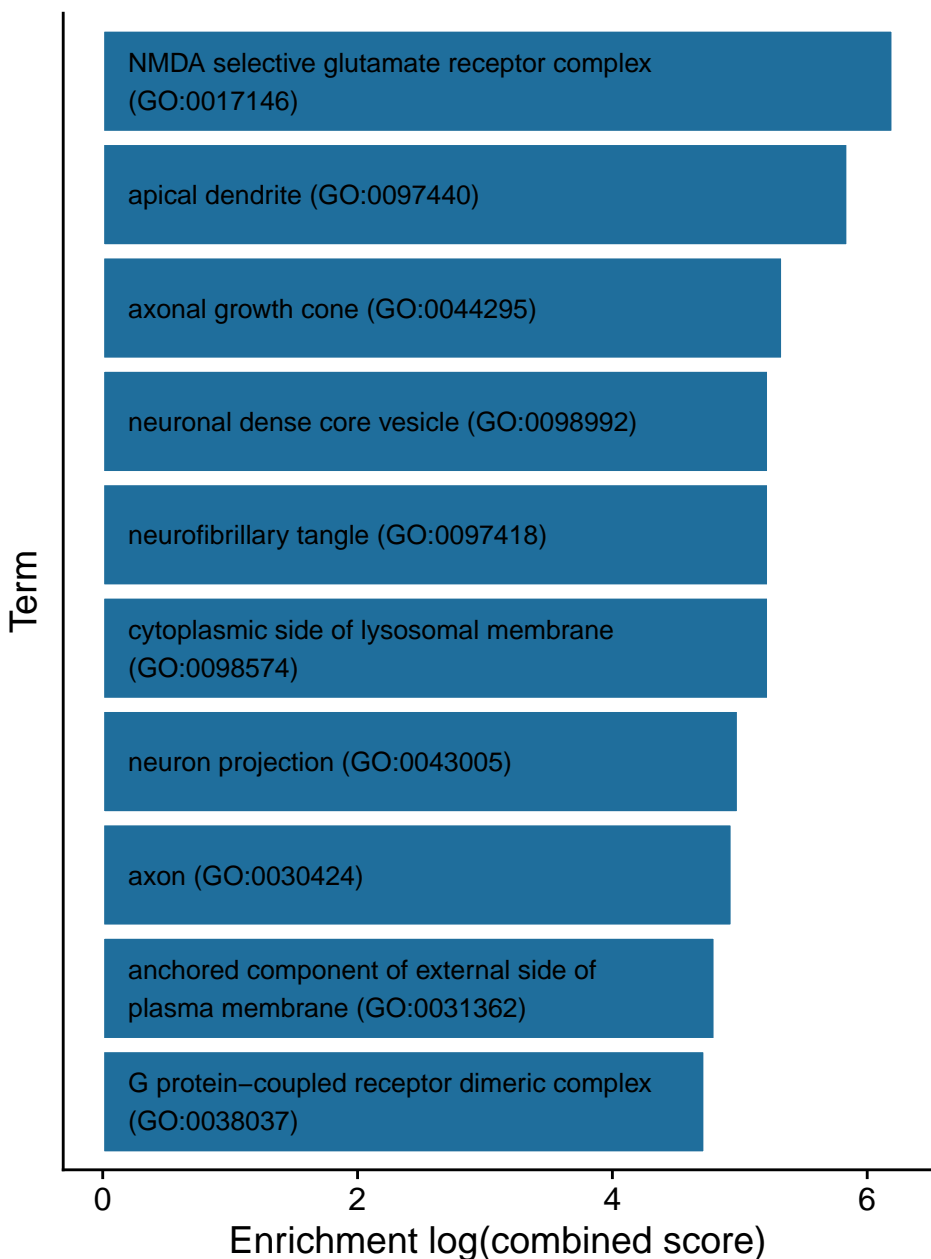 NMDA selective glutamate receptor complex
(GO:0017146)
apical dendrite (GO:0097440)
axonal growth cone (GO:0044295)
neuronal dense core vesicle (GO:0098992)
neurofibrillary tangle (GO:0097418)
cytoplasmic side of lysosomal membrane
(GO:0098574)
neuron projection (GO:0043005)
axon (GO:0030424)
anchored component of external side of
plasma membrane (GO:0031362)
G protein−coupled receptor dimeric complex
(GO:0038037)
Term
0 2 4 6
Enrichment log(combined score)